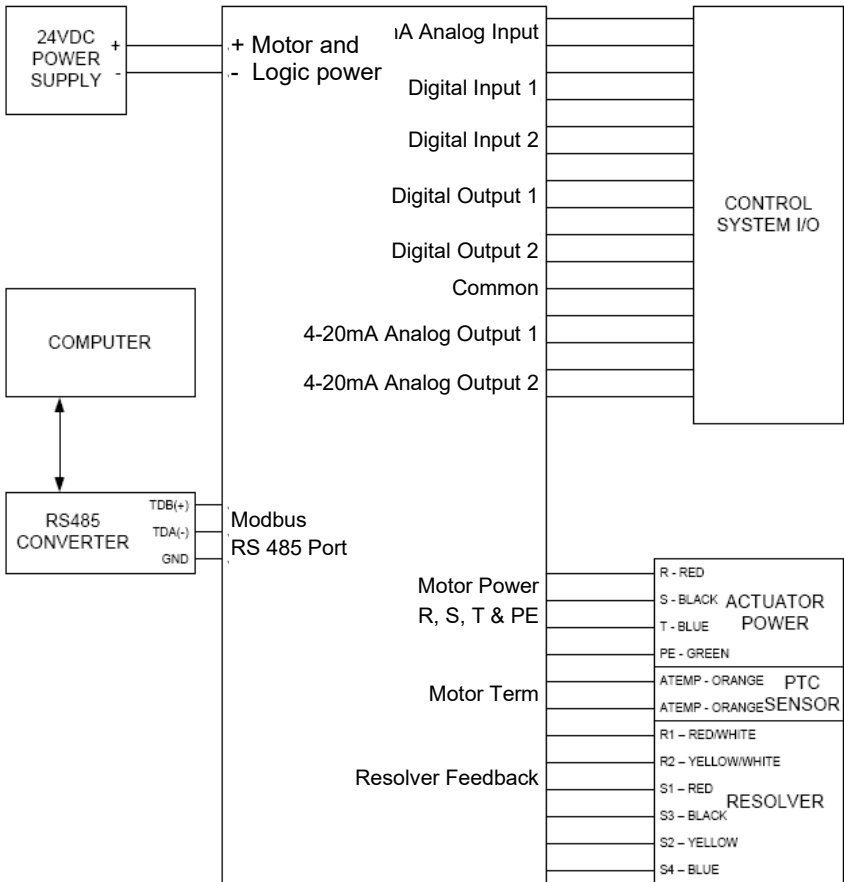 24VDC
POWER
SUPPLY
+
-
+ Motor and
- Logic power
Analog Input
Digital Input 1
Digital Input 2
Digital Output 1
Digital Output 2
Common
4-20mA Analog Output 1
4-20mA Analog Output 2
CONTROL
SYSTEM I/O
COMPUTER
RS485
CONVERTER
TDB(+)
TDA(-)
GND
Modbus
RS 485 Port
Motor Power
R, S, T & PE
Motor Term
Resolver Feedback
R - RED
S - BLACK
T - BLUE
PE - GREEN
ACTUATOR
POWER
ATEMP - ORANGE
ATEMP - ORANGE
PTC
SENSOR
R1 – RED/WHITE
R2 – YELLOW/WHITE
S1 – RED
S3 – BLACK
S2 – YELLOW
S4 – BLUE
RESOLVER